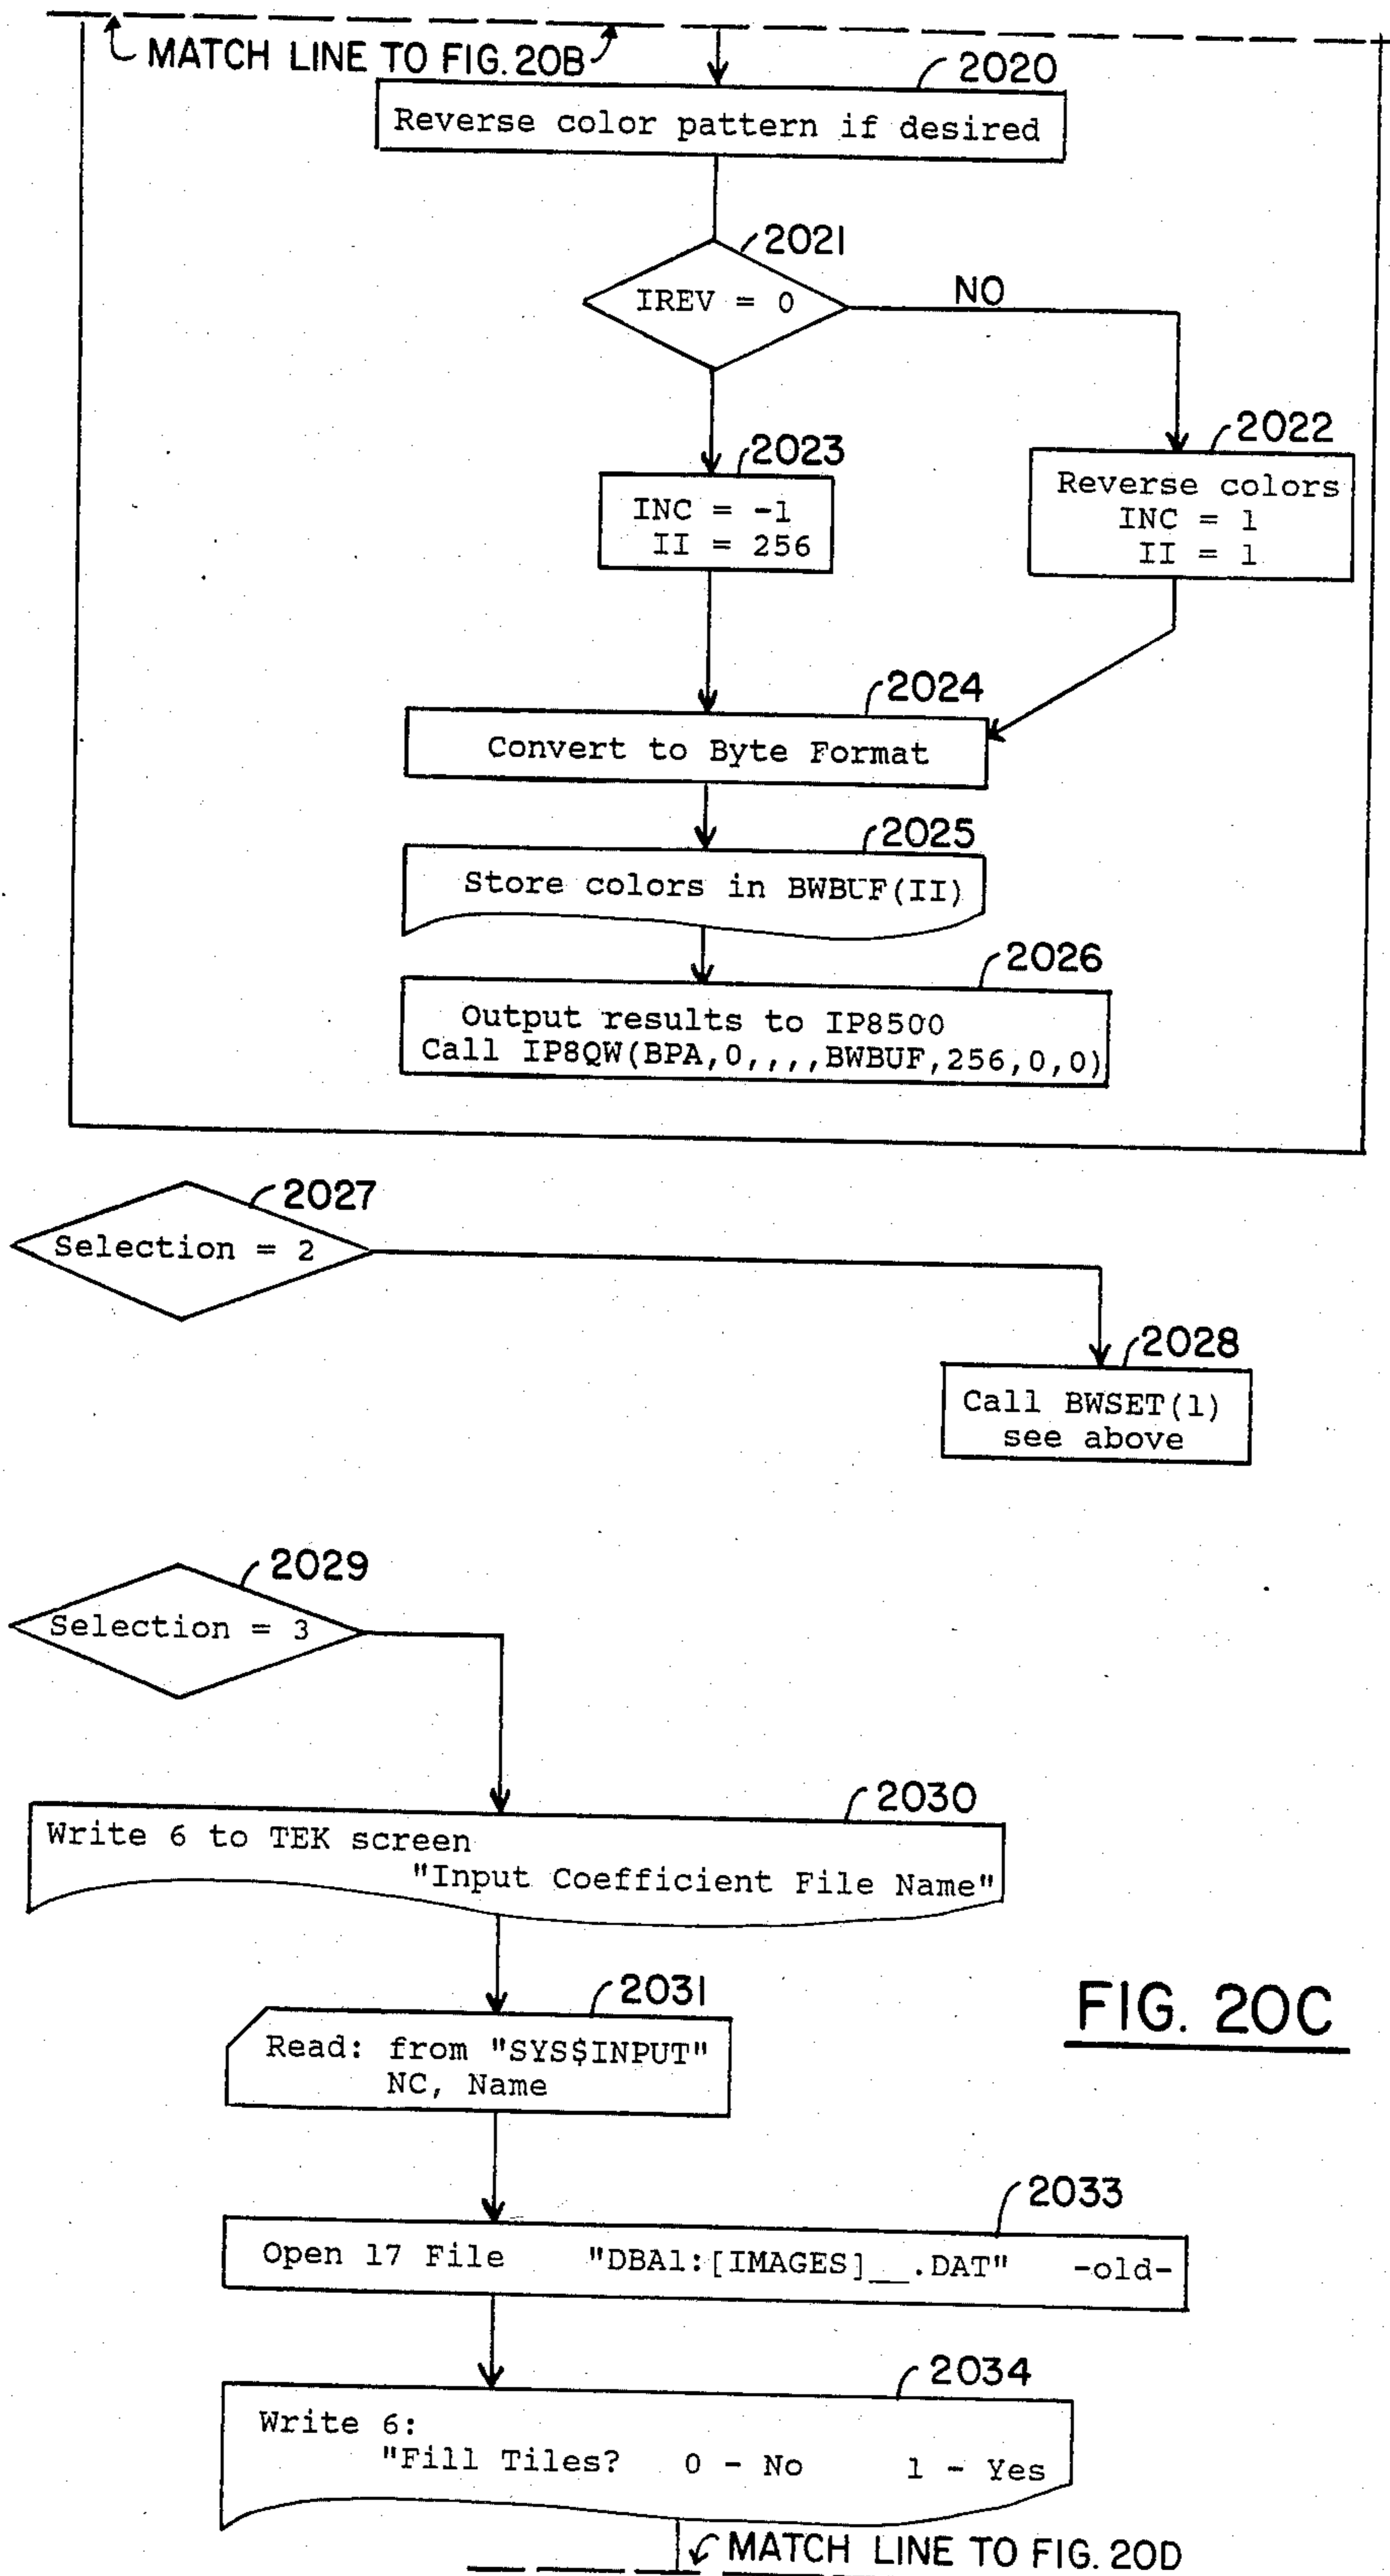 MATCH LINE TO FIG. 20B
2020
Reverse color pattern if desired
2021
IREV = 0
NO
2023
INC = -1
II = 256
2022
Reverse colors
INC = 1
II = 1
2024
Convert to Byte Format
2025
Store colors in BWBUF(II)
2026
Output results to IP8500
Call IP8QW(BPA,0,,,,BWBUF,256,0,0)
2027
Selection = 2
2028
Call BWSET(1)
see above
2029
Selection = 3
2030
Write 6 to TEK screen
"Input Coefficient File Name"
2031
Read: from "SYS$INPUT"
NC, Name
FIG. 20C
2033
Open 17 File "DBA1:[IMAGES]__.DAT" -old-
2034
Write 6:
"Fill Tiles? 0 - No 1 - Yes
MATCH LINE TO FIG. 20D